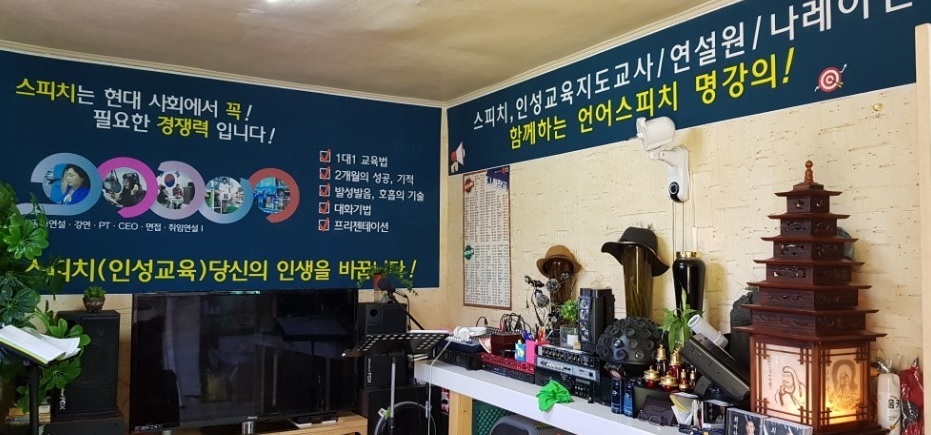 스피치는 현대 사회에서 꼭!
필요한 경쟁력 입니다!
1대1 교육법
2개월의 성공, 기적
발성발음, 호흡의 기술
대화기법
프리젠테이션
연설 · 강연 · PT · CEO · 면접 · 취임연설
스피치(인성교육)당신의 인생을 바꿉니다!
스피치,인성교육지도교사/연설원/나레이션
함께하는 언어스피치 명강의!